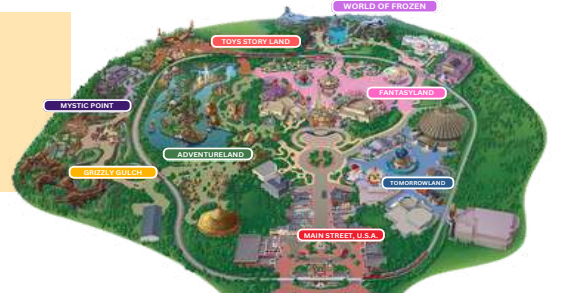 WORLD OF FROZEN
TOYS STORY LAND
FANTASYLAND
MYSTIC POINT
ADVENTURELAND
GRIZZLY GULCH
TOMORROWLAND
MAIN STREET, U.S.A.